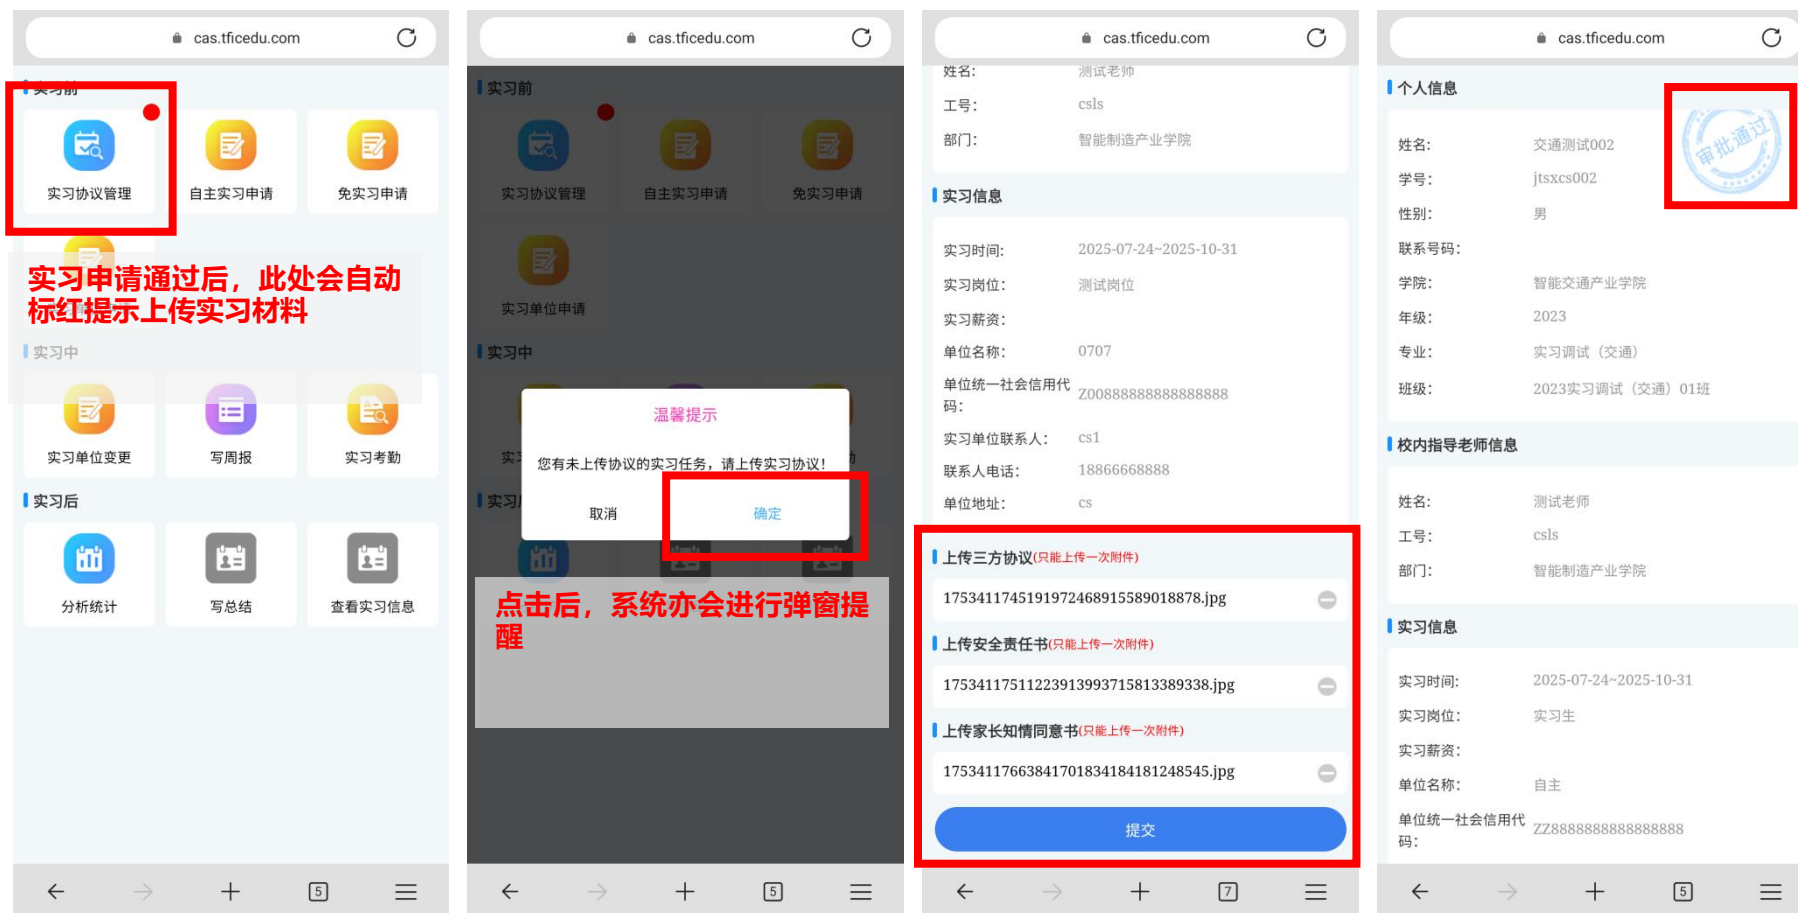 cas.tficedu.com
实习前
实习协议管理
自主实习申请
免实习申请
实习申请通过后，此处会自动
标红提示上传实习材料
实习中
实习单位变更
写周报
实习考勤
实习后
分析统计
写总结
查看实习信息
5
cas.tficedu.com
实习前
实习协议管理
自主实习申请
免实习申请
实习单位申请
实习中
温馨提示
您有未上传协议的实习任务，请上传实习协议！
取消
确定
点击后，系统亦会进行弹窗提
醒
5
cas.tficedu.com
姓名： 测试老师
工号： csls
部门： 智能制造产业学院
实习信息
实习时间： 2025-07-24~2025-10-31
实习岗位： 测试岗位
实习薪资：
单位名称： 0707
单位统一社会信用代
码： Z00888888888888888
实习单位联系人： cs1
联系人电话： 18866668888
单位地址： cs
上传三方协议(只能上传一次附件)
17534117451919724689155890​18878.jpg
上传安全责任书(只能上传一次附件)
17534117511223913993715813389338.jpg
上传家长知情同意书(只能上传一次附件)
17534117663841701834184181248545.jpg
提交
7
cas.tficedu.com
个人信息
审批通过
姓名： 交通测试002
学号： jtsxcs002
性别： 男
联系号码：
学院： 智能交通产业学院
年级： 2023
专业： 实习调试（交通）
班级： 2023实习调试（交通）01班
校内指导老师信息
姓名： 测试老师
工号： csls
部门： 智能制造产业学院
实习信息
实习时间： 2025-07-24~2025-10-31
实习岗位： 实习生
实习薪资：
单位名称： 自主
单位统一社会信用代
码： ZZ8888888888888888
5